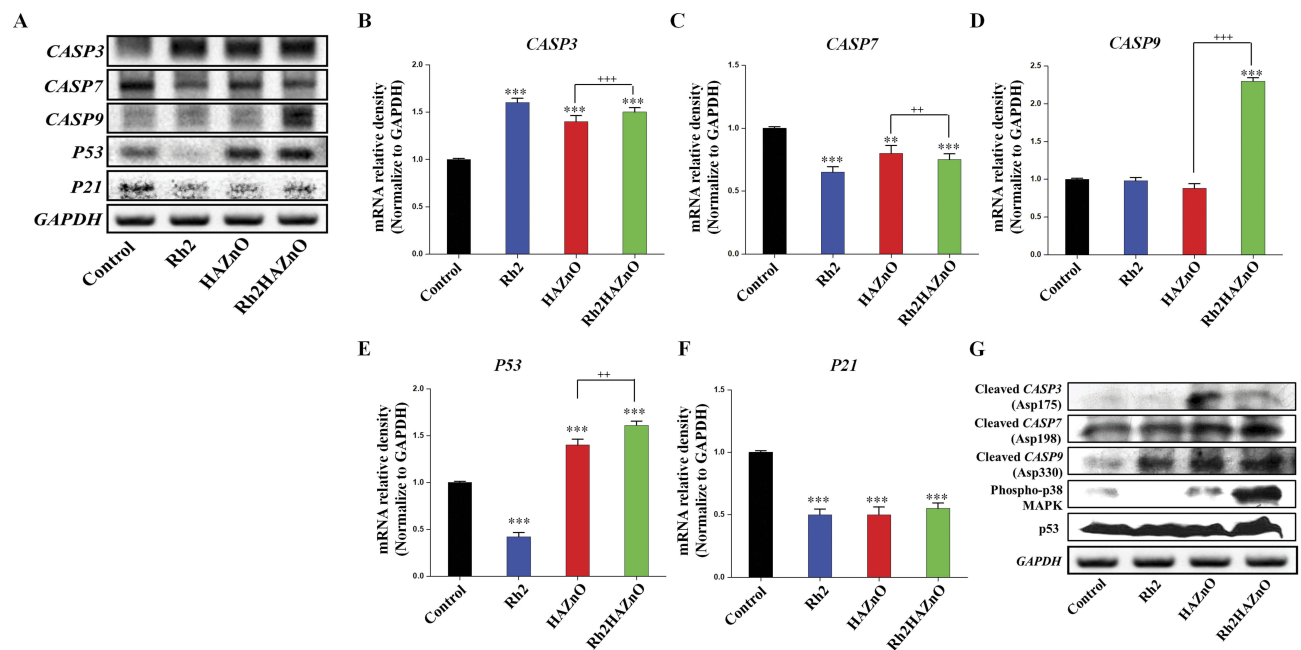 A
CASP3
CASP7
CASP9
P53
P21
GAPDH
Control
Rh2
HAZnO
Rh2HAZnO
B
CASP3
mRNA relative density
(Normalize to GAPDH)
2.0
1.5
1.0
0.5
0.0
***
***
+++
***
Control
Rh2
HAZnO
Rh2HAZnO
C
CASP7
mRNA relative density
(Normalize to GAPDH)
1.5
1.0
0.5
0.0
***
**
++
***
Control
Rh2
HAZnO
Rh2HAZnO
D
CASP9
mRNA relative density
(Normalize to GAPDH)
2.5
2.0
1.5
1.0
0.5
0.0
+++
***
Control
Rh2
HAZnO
Rh2HAZnO
E
P53
mRNA relative density
(Normalize to GAPDH)
2.0
1.5
1.0
0.5
0.0
***
***
++
***
Control
Rh2
HAZnO
Rh2HAZnO
F
P21
mRNA relative density
(Normalize to GAPDH)
1.5
1.0
0.5
0.0
***
***
***
Control
Rh2
HAZnO
Rh2HAZnO
G
Cleaved CASP3
(Asp175)
Cleaved CASP7
(Asp198)
Cleaved CASP9
(Asp330)
Phospho-p38
MAPK
p53
GAPDH
Control
Rh2
HAZnO
Rh2HAZnO